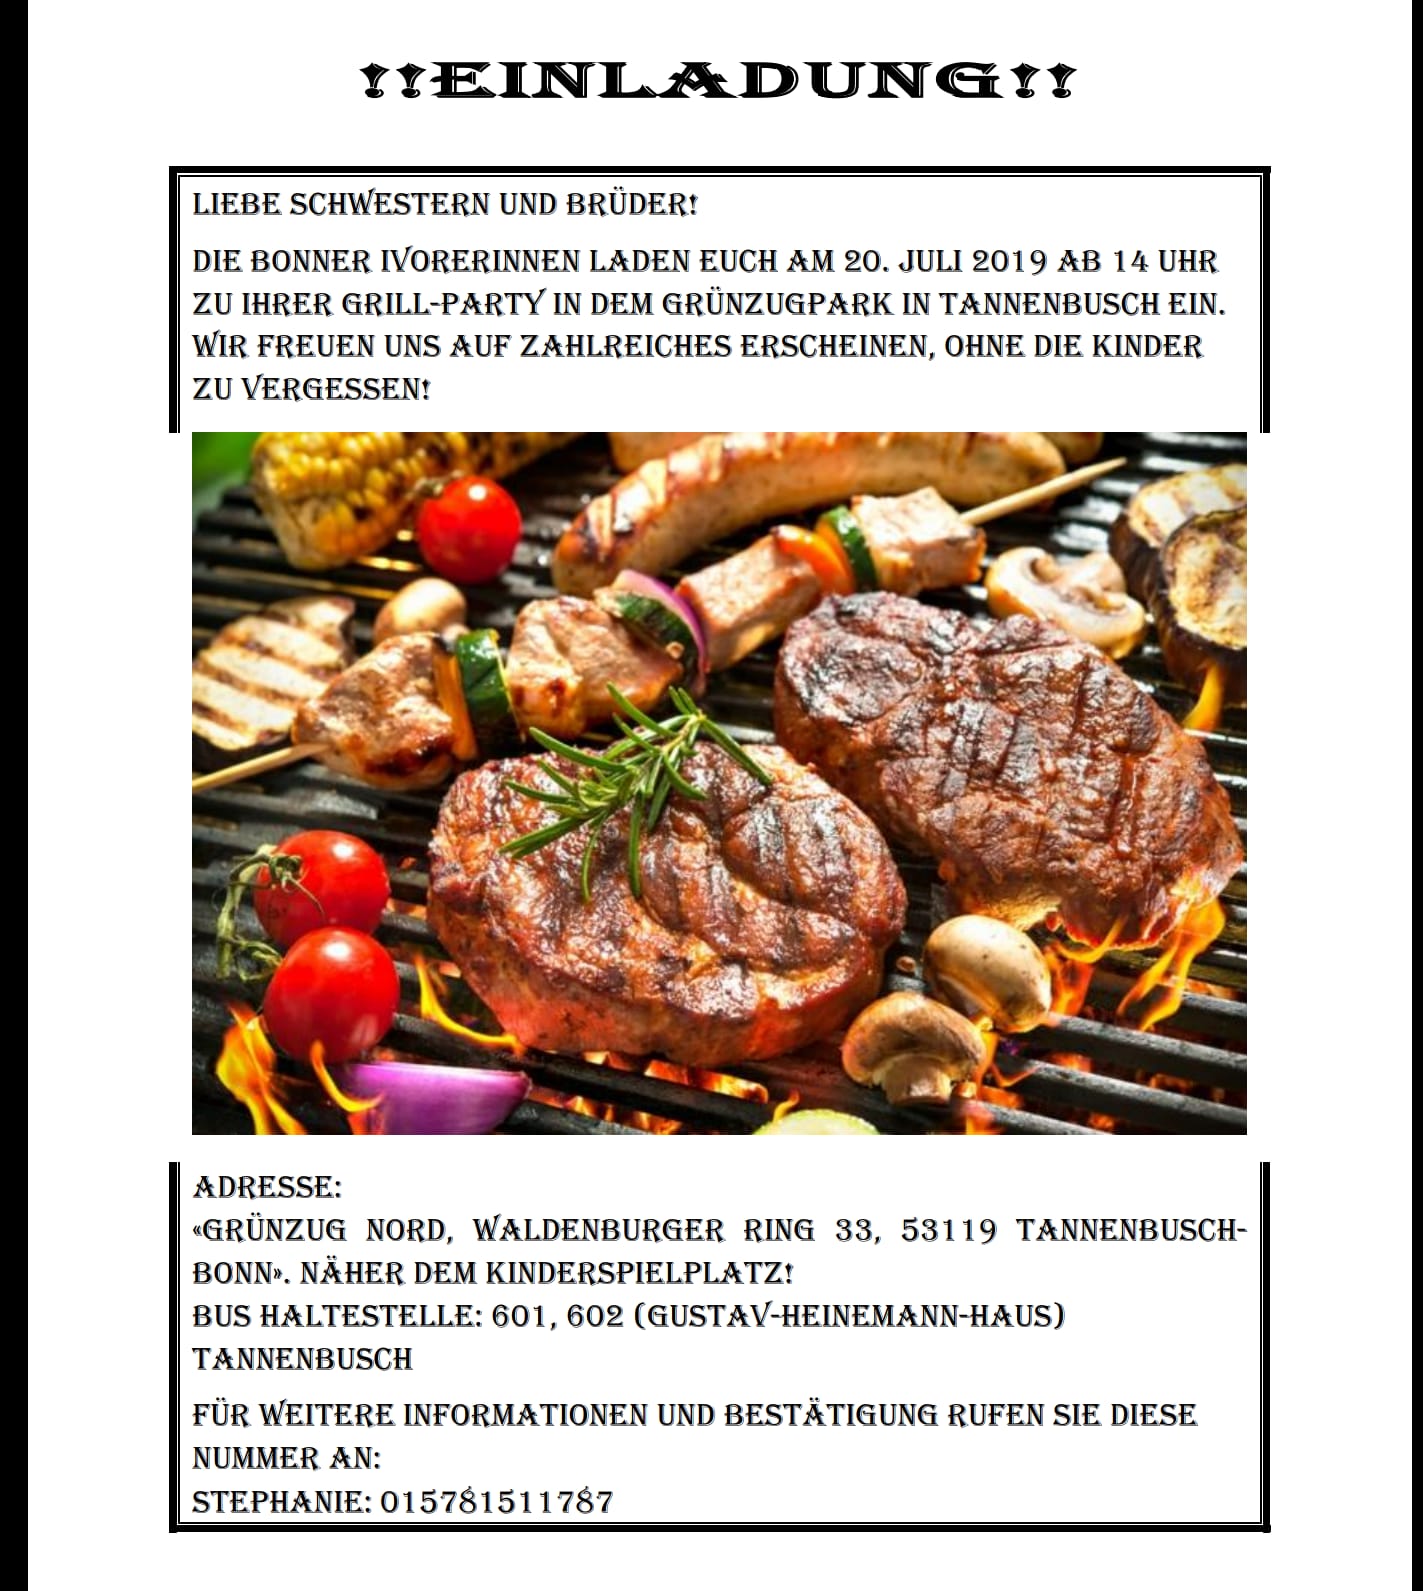 !!EINLADUNG!!
LIEBE SCHWESTERN UND BRÜDER!
DIE BONNER IVORERINNEN LADEN EUCH AM 20. JULI 2019 AB 14 UHR
ZU IHRER GRILL-PARTY IN DEM GRÜNZUGPARK IN TANNENBUSCH EIN.
WIR FREUEN UNS AUF ZAHLREICHES ERSCHEINEN, OHNE DIE KINDER
ZU VERGESSEN!
ADRESSE:
«GRÜNZUG NORD, WALDENBURGER RING 33, 53119 TANNENBUSCH-
BONN». NÄHER DEM KINDERSPIELPLATZ!
BUS HALTESTELLE: 601, 602 (GUSTAV-HEINEMANN-HAUS)
TANNENBUSCH
FÜR WEITERE INFORMATIONEN UND BESTÄTIGUNG RUFEN SIE DIESE
NUMMER AN:
STEPHANIE: 015781511787